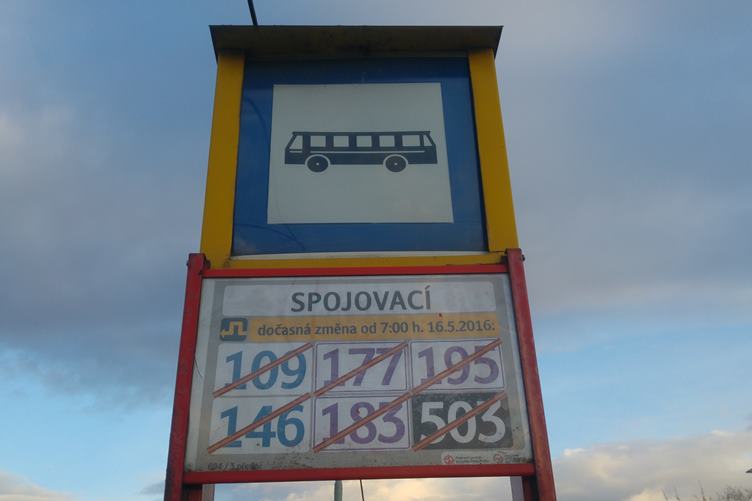 SPOJOVACÍ
dočasná změna od 7:00 h. 16.5.2016:
109 177 195
146 183 503